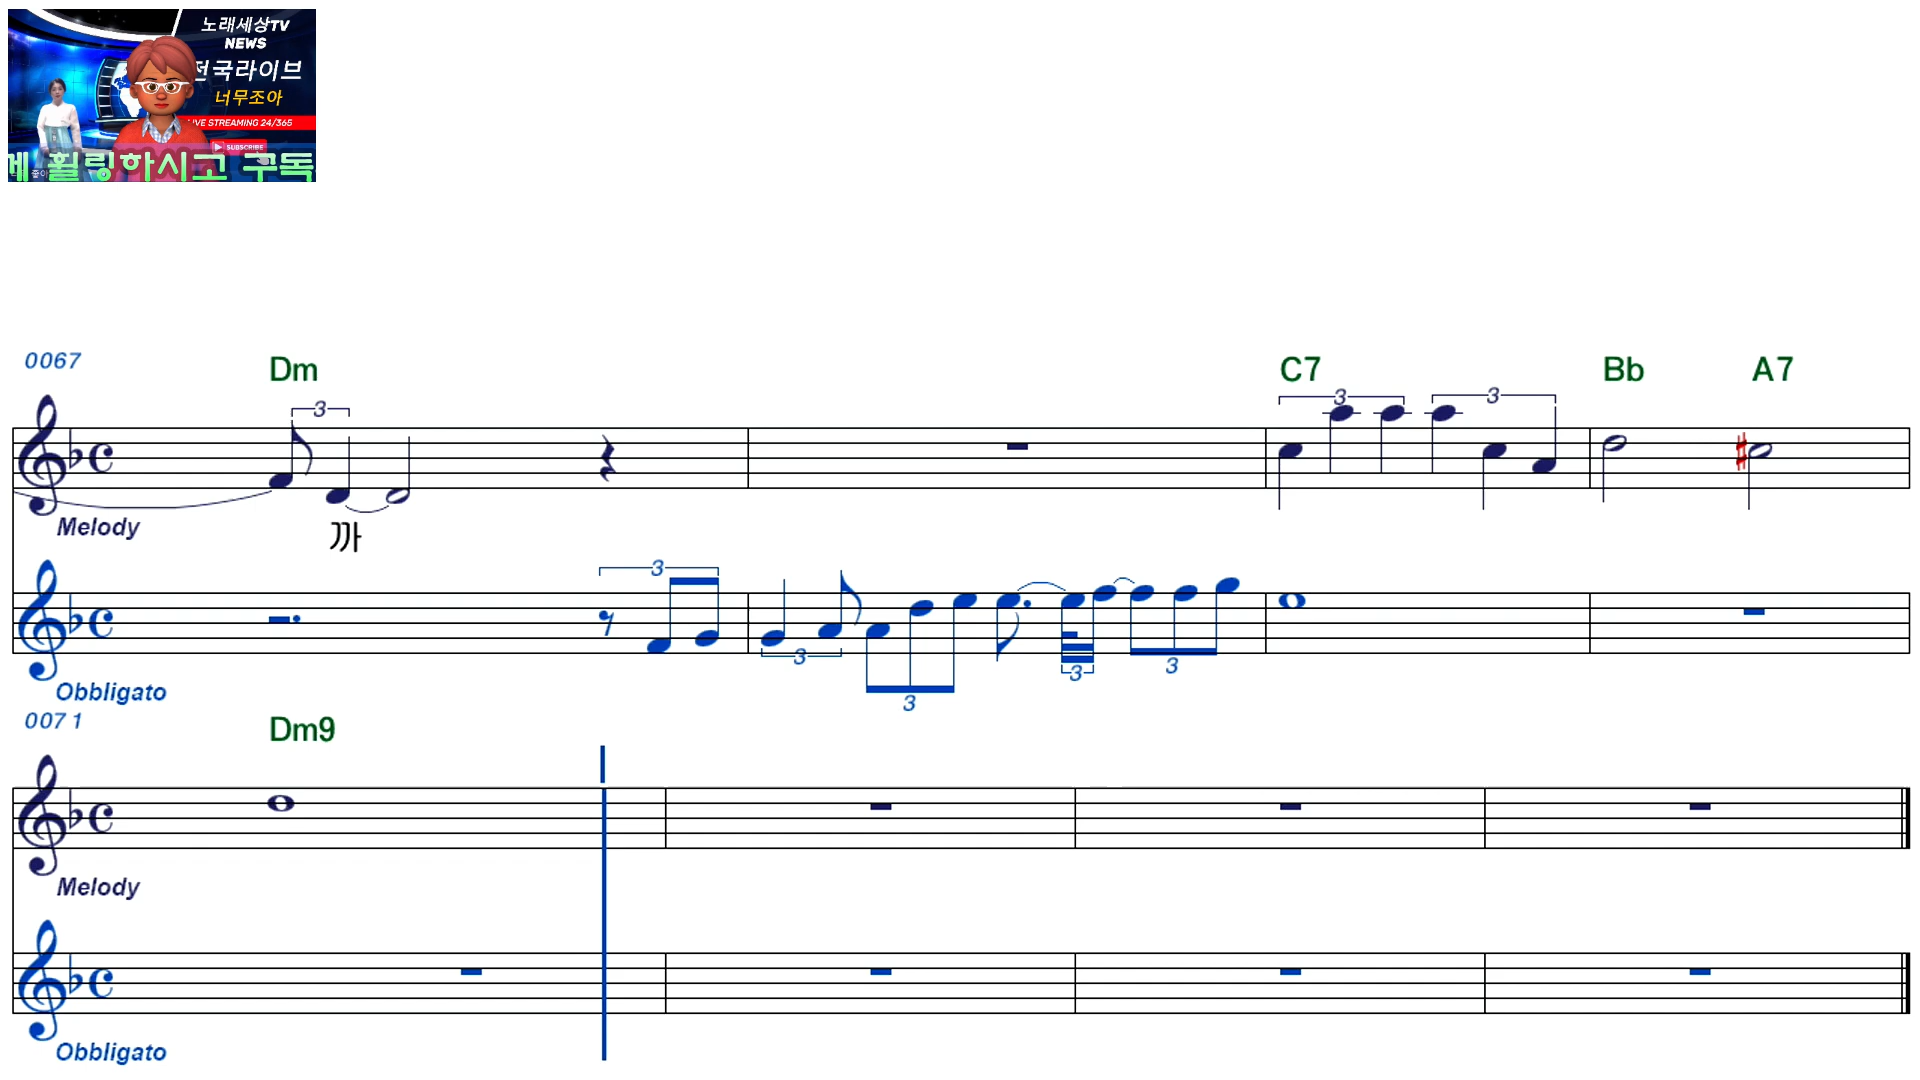 노래세상TV
NEWS
전국라이브
너무조아
LIVE STREAMING 24/365
SUBSCRIBE
께 힐링하시고 구독
0067
Dm
C7
Bb
A7
3
3
3
Melody
까
3
3
3
3
3
Obbligato
0071
Dm9
Melody
Obbligato